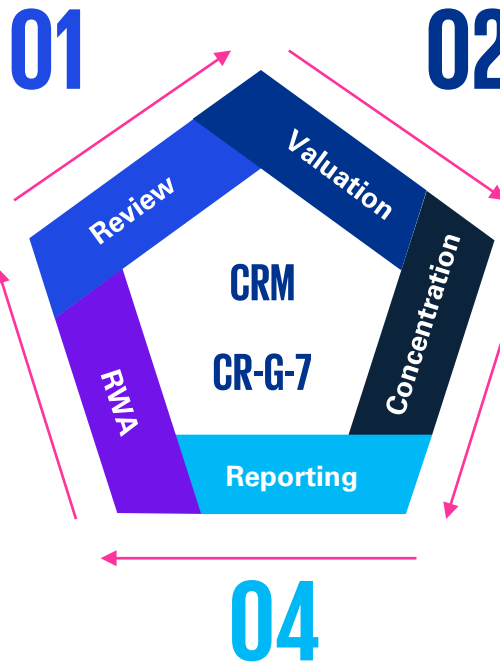 01
02
Review
Valuation
Concentration
CRM
CR-G-7
RWA
Reporting
04